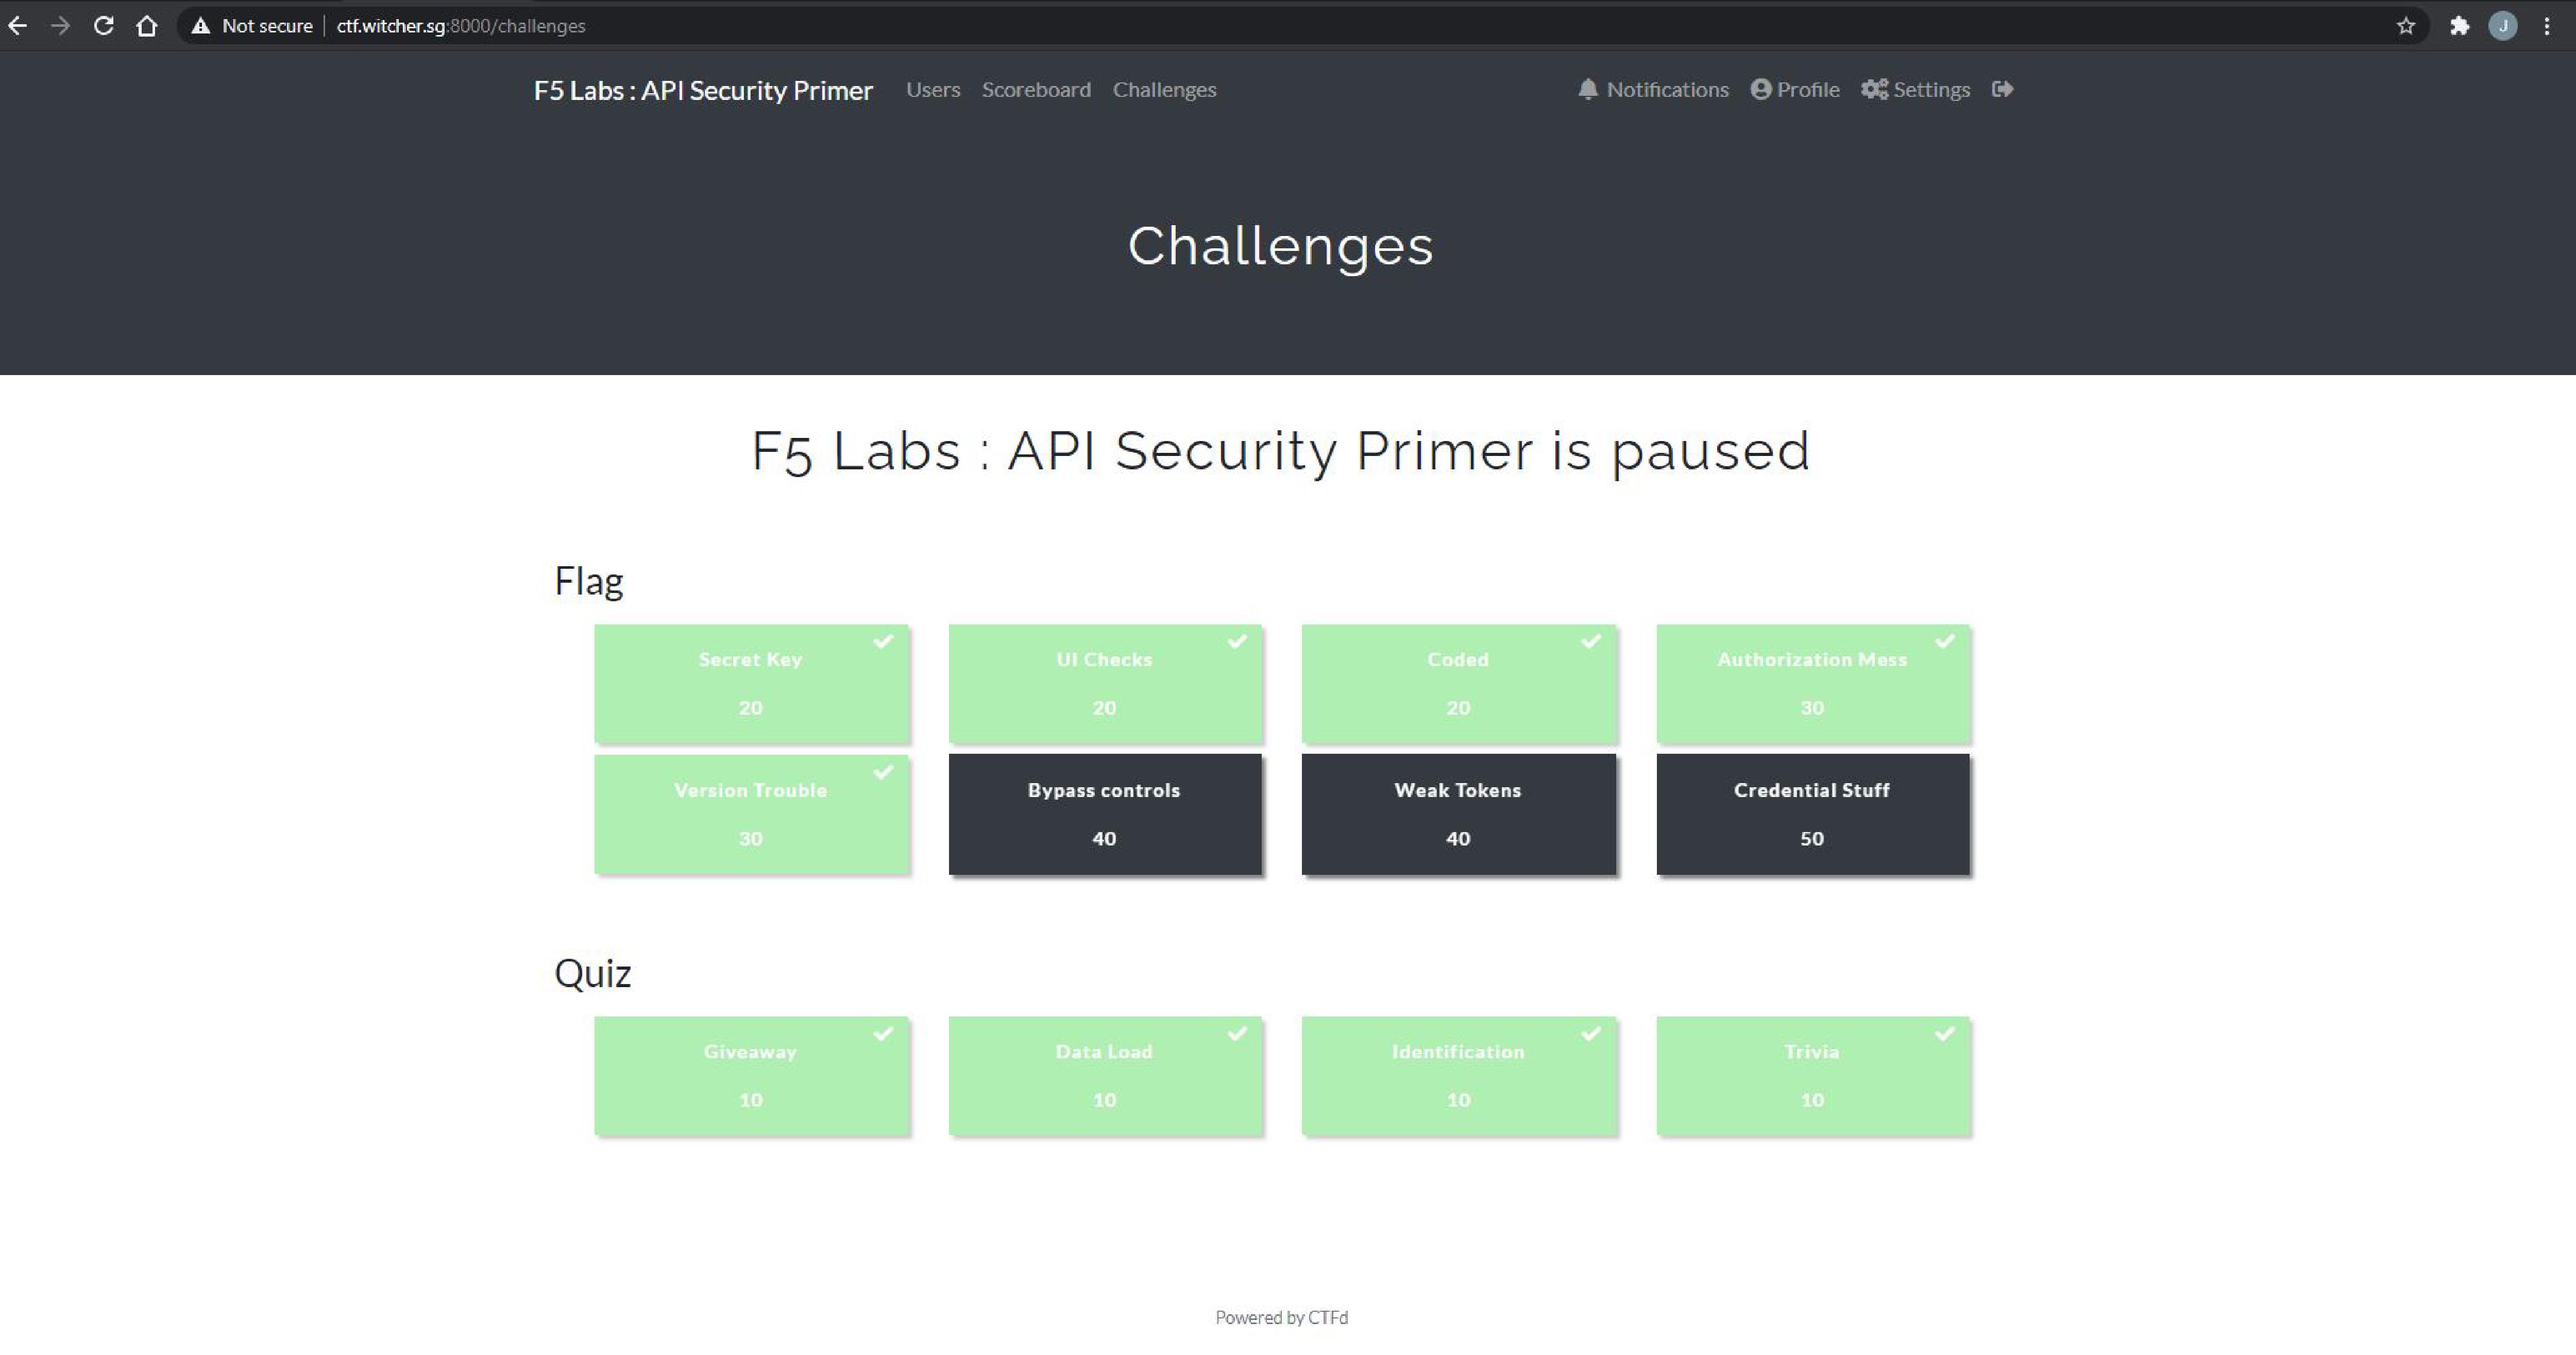 Not secure | ctf.witcher.sg:8000/challenges J
F5 Labs : API Security Primer Users Scoreboard Challenges Notifications Profile Settings
Challenges
F5 Labs : API Security Primer is paused
Flag
Secret Key UI Checks Coded Authorization Mess
20 20 20 30
Version Trouble Bypass controls Weak Tokens Credential Stuff
30 40 40 50
Quiz
Giveaway Data Load Identification Trivia
10 10 10 10
Powered by CTFd